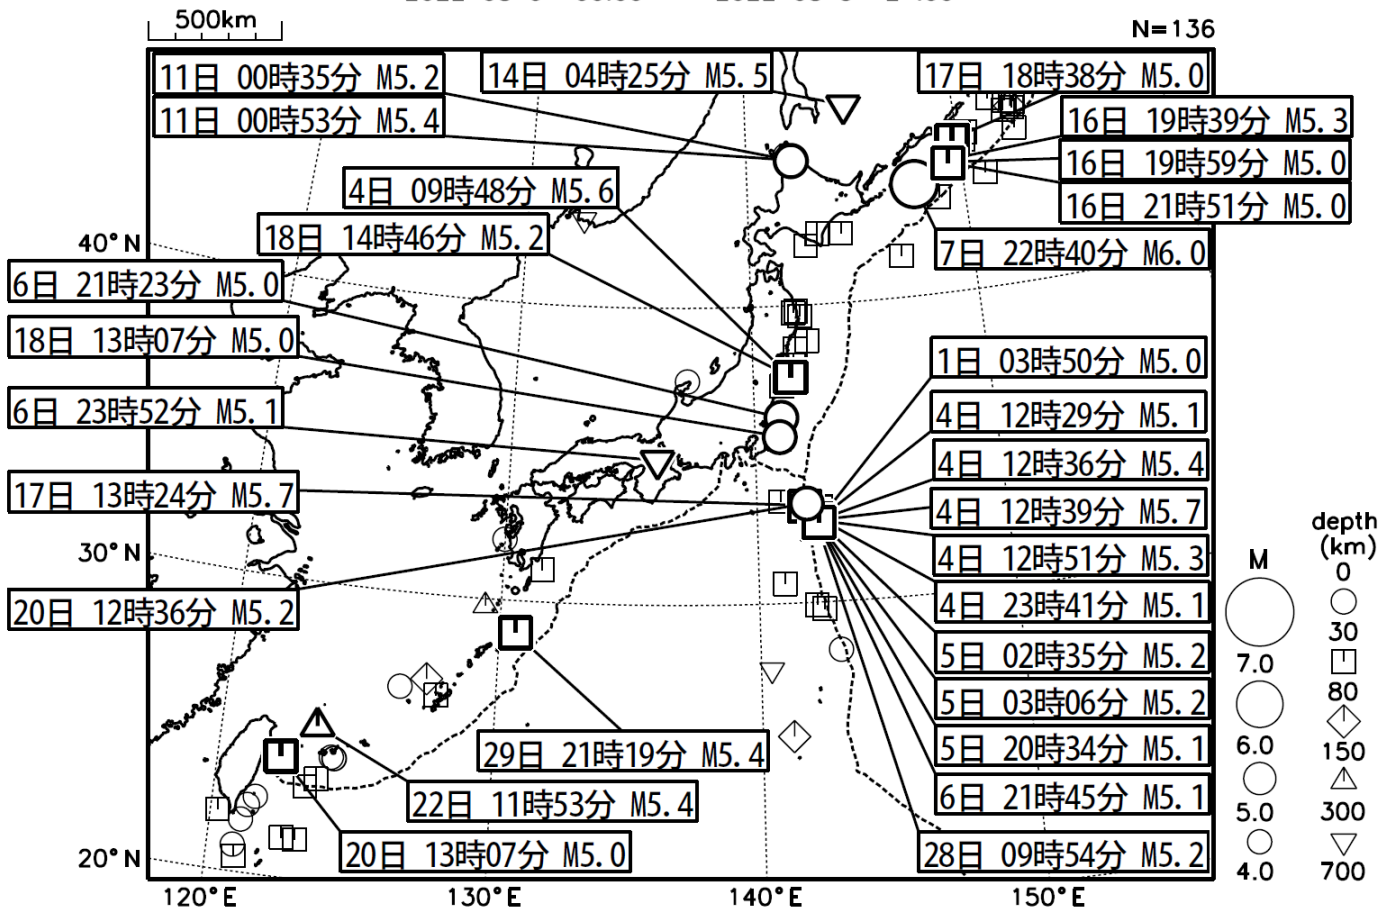 500km
N=136
11日 00時35分 M5.2
14日 04時25分 M5.5
17日 18時38分 M5.0
11日 00時53分 M5.4
16日 19時39分 M5.3
16日 19時59分 M5.0
4日 09時48分 M5.6
16日 21時51分 M5.0
18日 14時46分 M5.2
40°N
7日 22時40分 M6.0
6日 21時23分 M5.0
18日 13時07分 M5.0
1日 03時50分 M5.0
6日 23時52分 M5.1
4日 12時29分 M5.1
4日 12時36分 M5.4
17日 13時24分 M5.7
4日 12時39分 M5.7
30°N
4日 12時51分 M5.3
20日 12時36分 M5.2
4日 23時41分 M5.1
5日 02時35分 M5.2
5日 03時06分 M5.2
29日 21時19分 M5.4
5日 20時34分 M5.1
22日 11時53分 M5.4
6日 21時45分 M5.1
20°N
20日 13時07分 M5.0
28日 09時54分 M5.2
120°E
130°E
140°E
150°E
M
7.0
6.0
5.0
4.0
depth
(km)
0
30
80
150
300
700